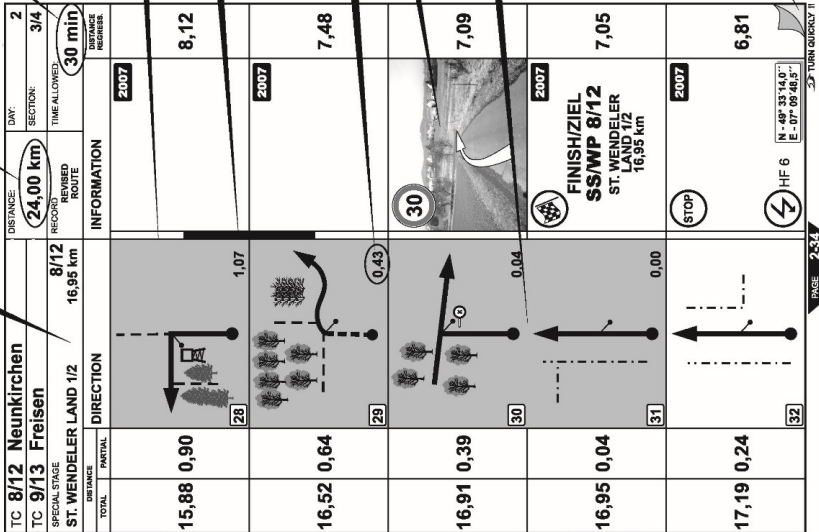 TC 8/12 Neunkirchen
TC 9/13 Freisen
DISTANCE:
24,00 km
DAY: 2
SECTION: 3/4
SPECIAL STAGE
ST. WENDELER LAND 1/2
8/12
16,95 km
RECORD
REVISED
ROUTE
TIME ALLOWED:
30 min
DISTANCE
TOTAL
PARTIAL
DIRECTION
INFORMATION
DISTANCE
REGRESS.
15,88
0,90
28
1,07
2007
8,12
16,52
0,64
29
0,43
2007
7,48
16,91
0,39
30
0,04
30
7,09
16,95
0,04
31
0,00
2007
FINISH/ZIEL
SS/WP 8/12
ST. WENDELER
LAND 1/2
16,95 km
7,05
17,19
0,24
32
2007
STOP
HF 6
N - 49° 33'14,0''
E - 07° 09'48,5''
6,81
PAGE 2-34
TURN QUICKLY !!